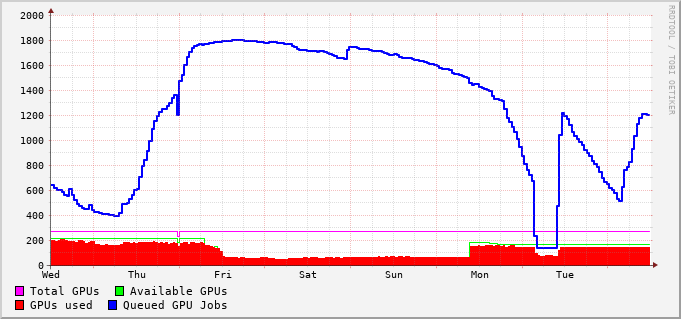 2000
1800
1600
1400
1200
1000
800
600
400
200
0
Wed Thu Fri Sat Sun Mon Tue
RRDTOOL / TOBI OETIKER
Total GPUs Available GPUs
GPUs used Queued GPU Jobs